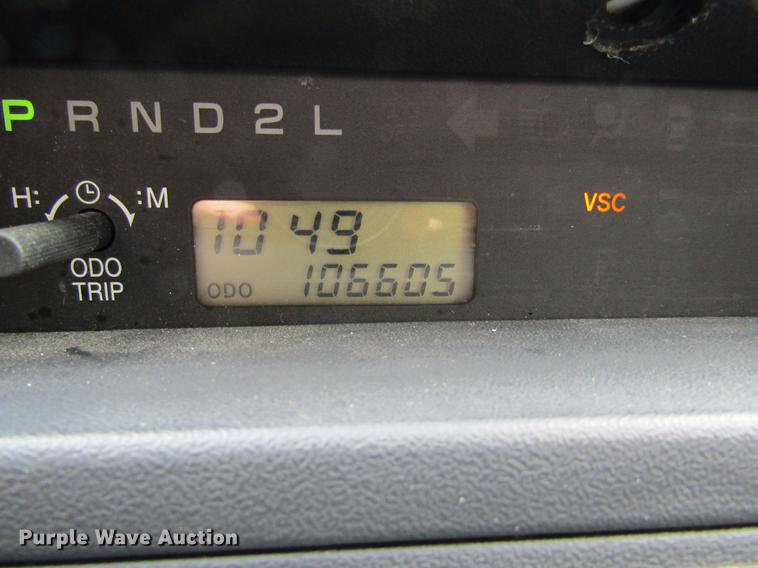 P R N D 2 L
H: :M
VSC
10 49
ODO
TRIP
ODO 106605
Purple Wave Auction